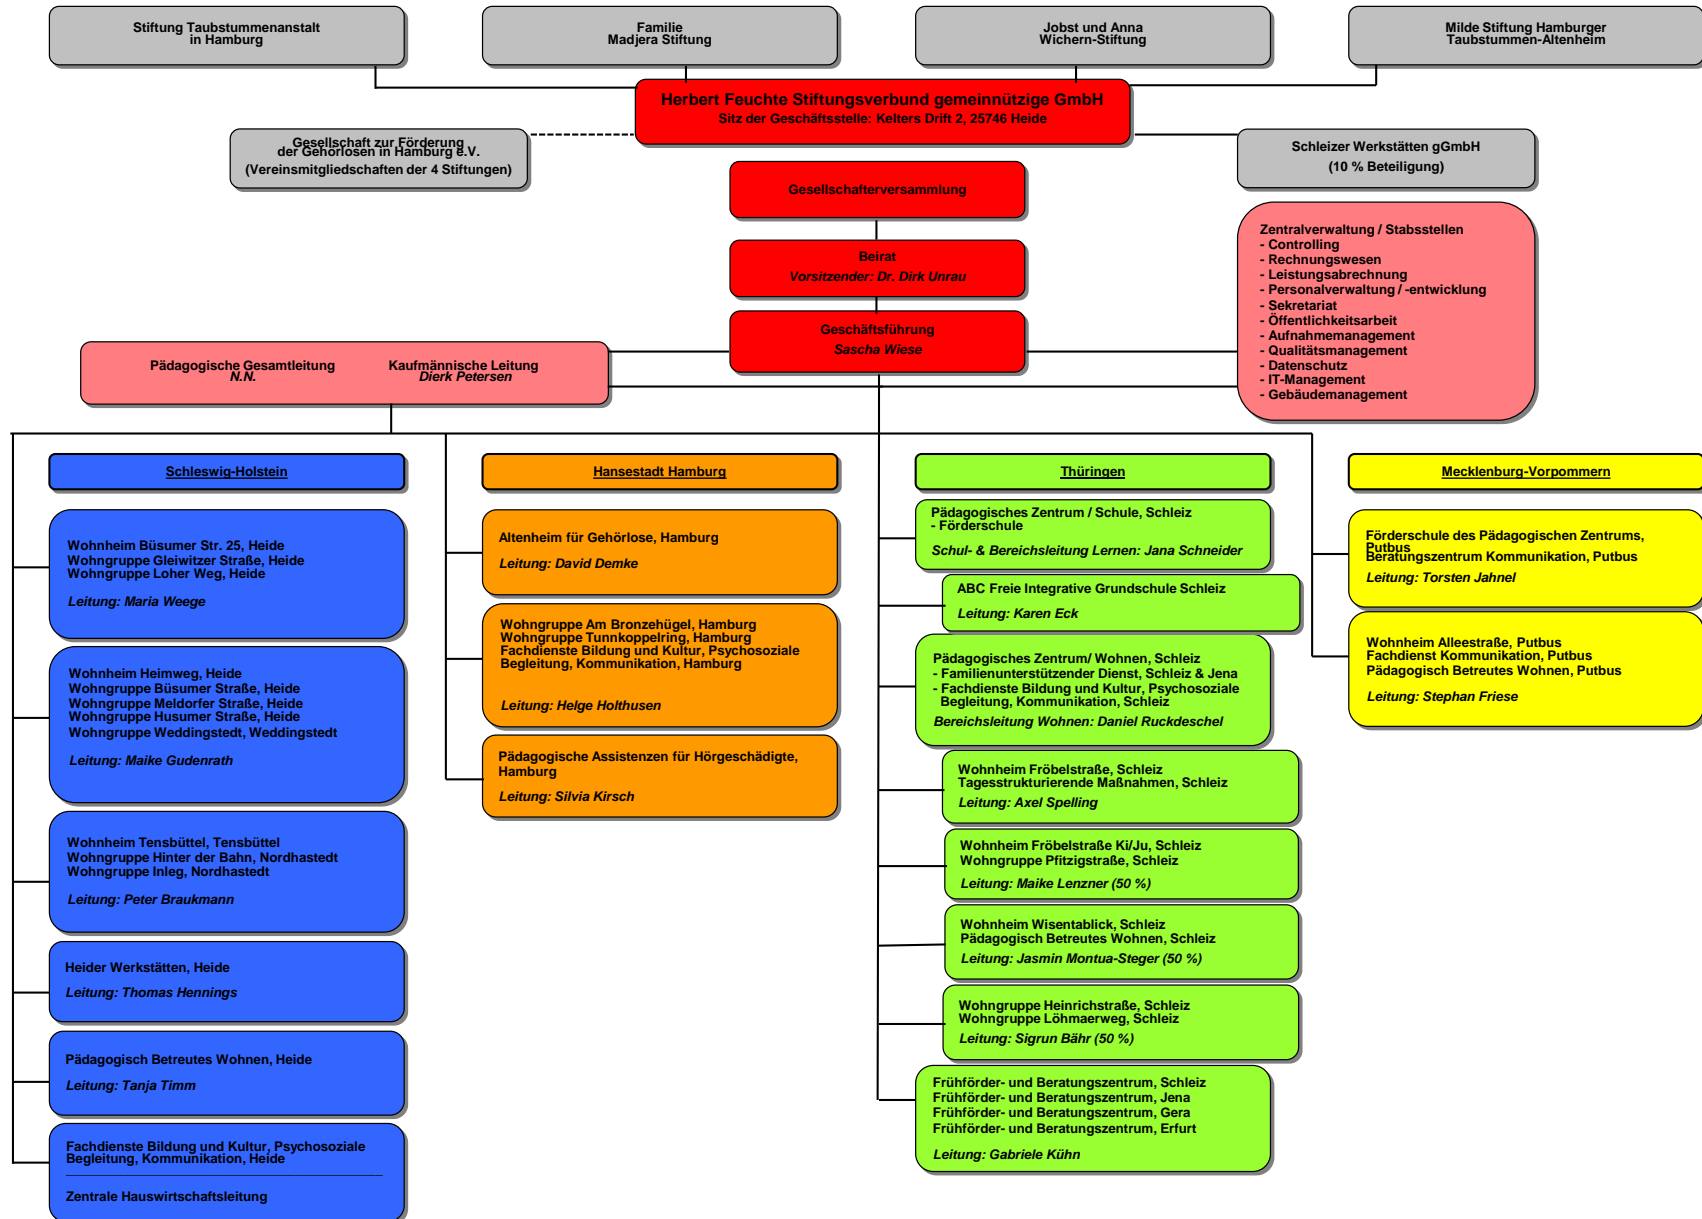 Stiftung Taubstummenanstalt
in Hamburg
Familie
Madjera Stiftung
Jobst und Anna
Wichern-Stiftung
Milde Stiftung Hamburger
Taubstummen-Altenheim
Herbert Feuchte Stiftungsverbund gemeinnützige GmbH
Sitz der Geschäftsstelle: Kelters Drift 2, 25746 Heide
Gesellschaft zur Förderung
der Gehörlosen in Hamburg e.V.
(Vereinsmitgliedschaften der 4 Stiftungen)
Schleizer Werkstätten gGmbH
(10 % Beteiligung)
Gesellschafterversammlung
Beirat
Vorsitzender: Dr. Dirk Unrau
Geschäftsführung
Sascha Wiese
Zentralverwaltung / Stabsstellen
- Controlling
- Rechnungswesen
- Leistungsabrechnung
- Personalverwaltung / -entwicklung
- Sekretariat
- Öffentlichkeitsarbeit
- Aufnahmemanagement
- Qualitätsmanagement
- Datenschutz
- IT-Management
- Gebäudemanagement
Pädagogische Gesamtleitung
N.N.
Kaufmännische Leitung
Dierk Petersen
Schleswig-Holstein
Wohnheim Büsumer Str. 25, Heide
Wohngruppe Gleiwitzer Straße, Heide
Wohngruppe Loher Weg, Heide
Leitung: Maria Weege
Wohnheim Heimweg, Heide
Wohngruppe Büsumer Straße, Heide
Wohngruppe Meldorfer Straße, Heide
Wohngruppe Husumer Straße, Heide
Wohngruppe Weddingstedt, Weddingstedt
Leitung: Maike Gudenrath
Wohnheim Tensbüttel, Tensbüttel
Wohngruppe Hinter der Bahn, Nordhastedt
Wohngruppe Inleg, Nordhastedt
Leitung: Peter Braukmann
Heider Werkstätten, Heide
Leitung: Thomas Hennings
Pädagogisch Betreutes Wohnen, Heide
Leitung: Tanja Timm
Fachdienste Bildung und Kultur, Psychosoziale
Begleitung, Kommunikation, Heide
Zentrale Hauswirtschaftsleitung
Hansestadt Hamburg
Altenheim für Gehörlose, Hamburg
Leitung: David Demke
Wohngruppe Am Bronzehügel, Hamburg
Wohngruppe Tunnkoppelring, Hamburg
Fachdienste Bildung und Kultur, Psychosoziale
Begleitung, Kommunikation, Hamburg
Leitung: Helge Holthusen
Pädagogische Assistenzen für Hörgeschädigte,
Hamburg
Leitung: Silvia Kirsch
Thüringen
Pädagogisches Zentrum / Schule, Schleiz
- Förderschule
Schul- & Bereichsleitung Lernen: Jana Schneider
ABC Freie Integrative Grundschule Schleiz
Leitung: Karen Eck
Pädagogisches Zentrum/ Wohnen, Schleiz
- Familienunterstützender Dienst, Schleiz & Jena
- Fachdienste Bildung und Kultur, Psychosoziale
Begleitung, Kommunikation, Schleiz
Bereichsleitung Wohnen: Daniel Ruckdeschel
Wohnheim Fröbelstraße, Schleiz
Tagesstrukturierende Maßnahmen, Schleiz
Leitung: Axel Spelling
Wohnheim Fröbelstraße Ki/Ju, Schleiz
Wohngruppe Pfitzigstraße, Schleiz
Leitung: Maike Lenzner (50 %)
Wohnheim Wisentablick, Schleiz
Pädagogisch Betreutes Wohnen, Schleiz
Leitung: Jasmin Montua-Steger (50 %)
Wohngruppe Heinrichstraße, Schleiz
Wohngruppe Löhmaerweg, Schleiz
Leitung: Sigrun Bähr (50 %)
Frühförder- und Beratungszentrum, Schleiz
Frühförder- und Beratungszentrum, Jena
Frühförder- und Beratungszentrum, Gera
Frühförder- und Beratungszentrum, Erfurt
Leitung: Gabriele Kühn
Mecklenburg-Vorpommern
Förderschule des Pädagogischen Zentrums,
Putbus
Beratungszentrum Kommunikation, Putbus
Leitung: Torsten Jahnel
Wohnheim Alleestraße, Putbus
Fachdienst Kommunikation, Putbus
Pädagogisch Betreutes Wohnen, Putbus
Leitung: Stephan Friese